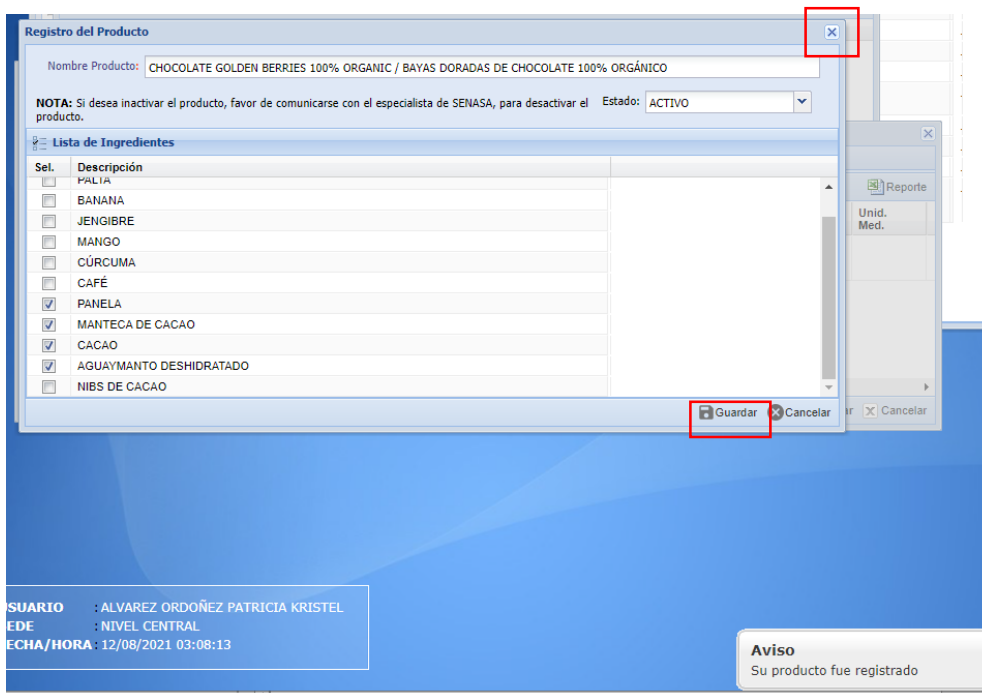 Registro del Producto
Nombre Producto: CHOCOLATE GOLDEN BERRIES 100% ORGANIC / BAYAS DORADAS DE CHOCOLATE 100% ORGÁNICO
NOTA: Si desea inactivar el producto, favor de comunicarse con el especialista de SENASA, para desactivar el
producto.
Estado: ACTIVO
Lista de Ingredientes
Sel. Descripción
PALTA
BANANA
JENGIBRE
MANGO
CÚRCUMA
CAFÉ
PANELA
MANTECA DE CACAO
CACAO
AGUAYMANTO DESHIDRATADO
NIBS DE CACAO
Guardar Cancelar
Reporte
Unid.
Med.
Cancelar
: ALVAREZ ORDOÑEZ PATRICIA KRISTEL
: NIVEL CENTRAL
: 12/08/2021 03:08:13
Aviso
Su producto fue registrado